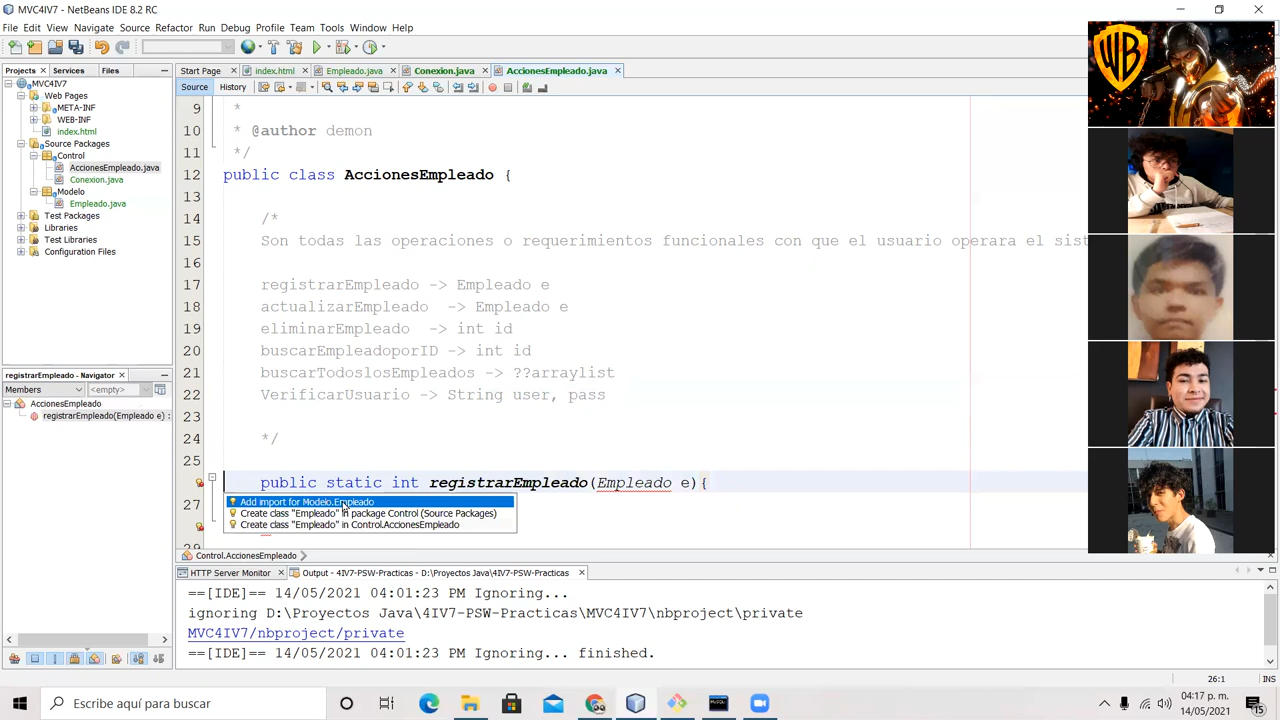 MVC4IV7 - NetBeans IDE 8.2 RC
File Edit View Navigate Source Refactor Run Debug Profile Team Tools Window Help
Projects Services Files
MVC4IV7
Web Pages
META-INF
WEB-INF
index.html
Source Packages
Control
AccionesEmpleado.java
Conexion.java
Modelo
Empleado.java
Test Packages
Libraries
Test Libraries
Configuration Files
registrarEmpleado - Navigator
Members <empty>
AccionesEmpleado
registrarEmpleado(Empleado e) :
Start Page index.html Empleado.java Conexion.java AccionesEmpleado.java
Source History
9 *
10 * @author demon
11 */
12 public class AccionesEmpleado {
13
14 /*
15 Son todas las operaciones o requerimientos funcionales con que el usuario operara el sist
16
17 registrarEmpleado -> Empleado e
18 actualizarEmpleado -> Empleado e
19 eliminarEmpleado -> int id
20 buscarEmpleadoporID -> int id
21 buscarTodoslosEmpleados -> ??arraylist
22 VerificarUsuario -> String user, pass
23
24 */
25
public static int registrarEmpleado(Empleado e){
27
Add import for Modelo.Empleado
Create class "Empleado" in package Control (Source Packages)
Create class "Empleado" in Control.AccionesEmpleado
29
Control.AccionesEmpleado
HTTP Server Monitor Output - 4IV7-PSW-Practicas - D:\Proyectos Java\4IV7-PSW-Practicas
==[IDE]== 14/05/2021 04:01:23 PM Ignoring...
ignoring D:\Proyectos Java\4IV7-PSW-Practicas\MVC4IV7\nbproject\private
MVC4IV7/nbproject/private
==[IDE]== 14/05/2021 04:01:23 PM Ignoring... finished.
26:1 INS
Escribe aquí para buscar
04:17 p. m.
14/05/2021
15
WB